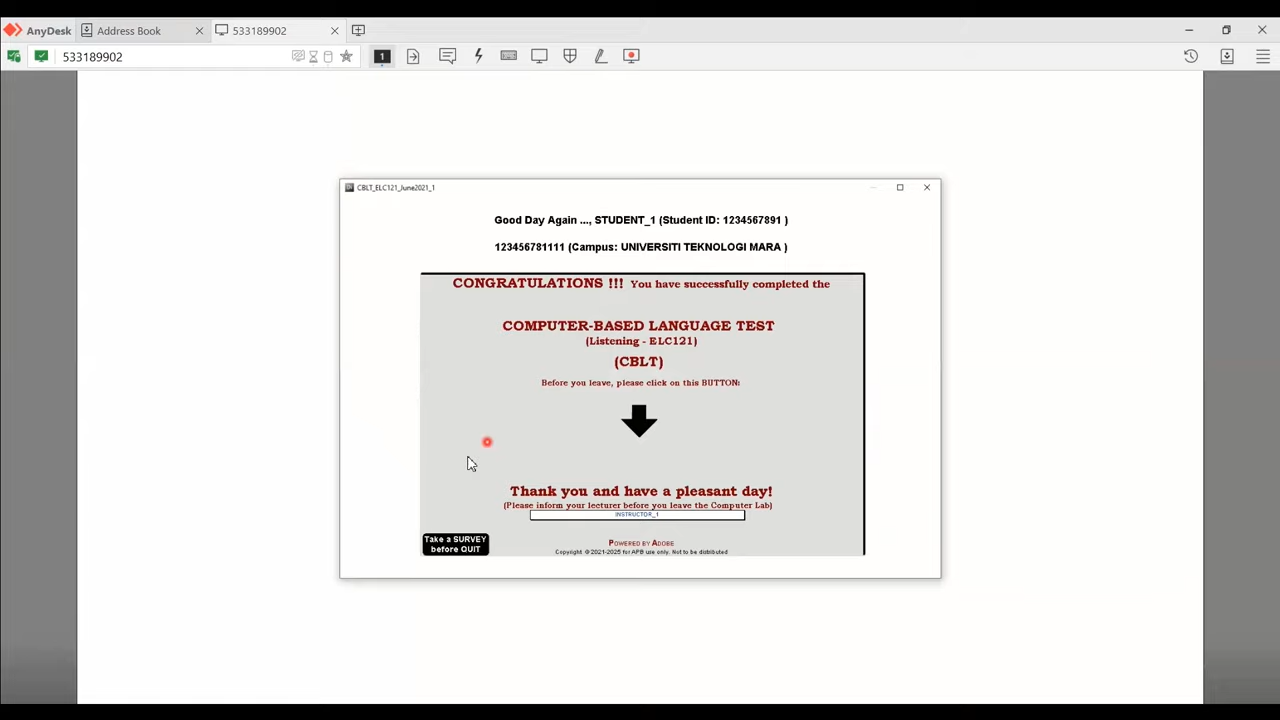 AnyDesk
Address Book
533189902
533189902
1
CBLT_ELC121_June2021_1
Good Day Again ..., STUDENT_1 (Student ID: 1234567891 )
123456781111 (Campus: UNIVERSITI TEKNOLOGI MARA )
CONGRATULATIONS !!! You have successfully completed the
COMPUTER-BASED LANGUAGE TEST
(Listening - ELC121)
(CBLT)
Before you leave, please click on this BUTTON:
Thank you and have a pleasant day!
(Please inform your lecturer before you leave the Computer Lab)
INSTRUCTOR_1
Take a SURVEY
before QUIT
POWERED BY ADOBE
Copyright © 2021-2025 for APB use only. Not to be distributed